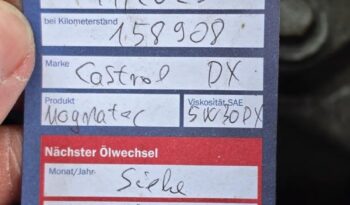 bei Kilometerstand
158908
Marke
Castrol DX
Produkt Viskosität SAE
Magnatec 5W30DX
Nächster Ölwechsel
Monat/Jahr
Siehe